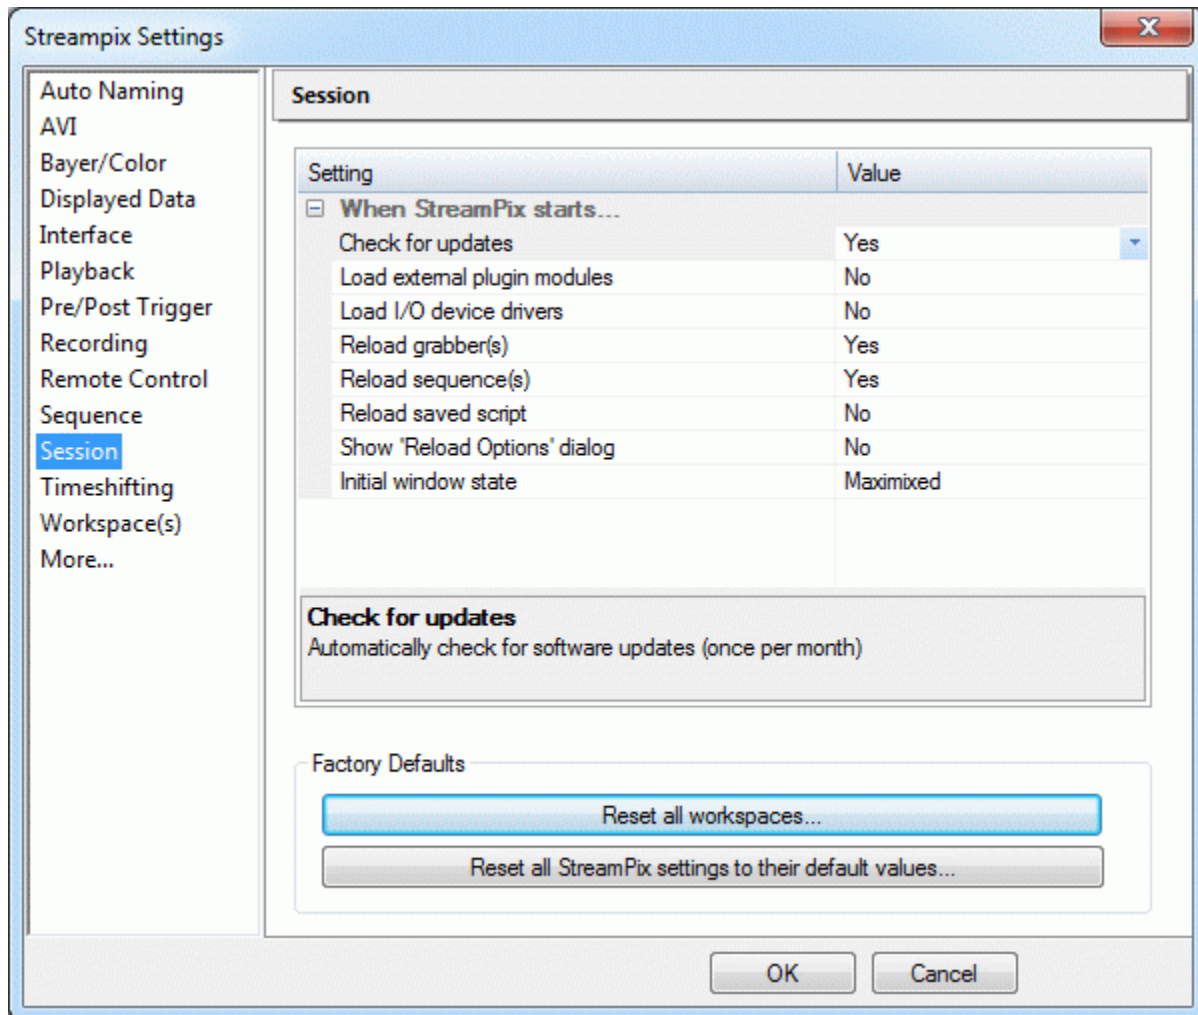 Streampix Settings
Auto Naming
AVI
Bayer/Color
Displayed Data
Interface
Playback
Pre/Post Trigger
Recording
Remote Control
Sequence
Session
Timeshifting
Workspace(s)
More...
Session
Setting Value
When StreamPix starts...
Check for updates Yes
Load external plugin modules No
Load I/O device drivers No
Reload grabber(s) Yes
Reload sequence(s) Yes
Reload saved script No
Show 'Reload Options' dialog No
Initial window state Maximixed
Check for updates
Automatically check for software updates (once per month)
Factory Defaults
Reset all workspaces...
Reset all StreamPix settings to their default values...
OK Cancel